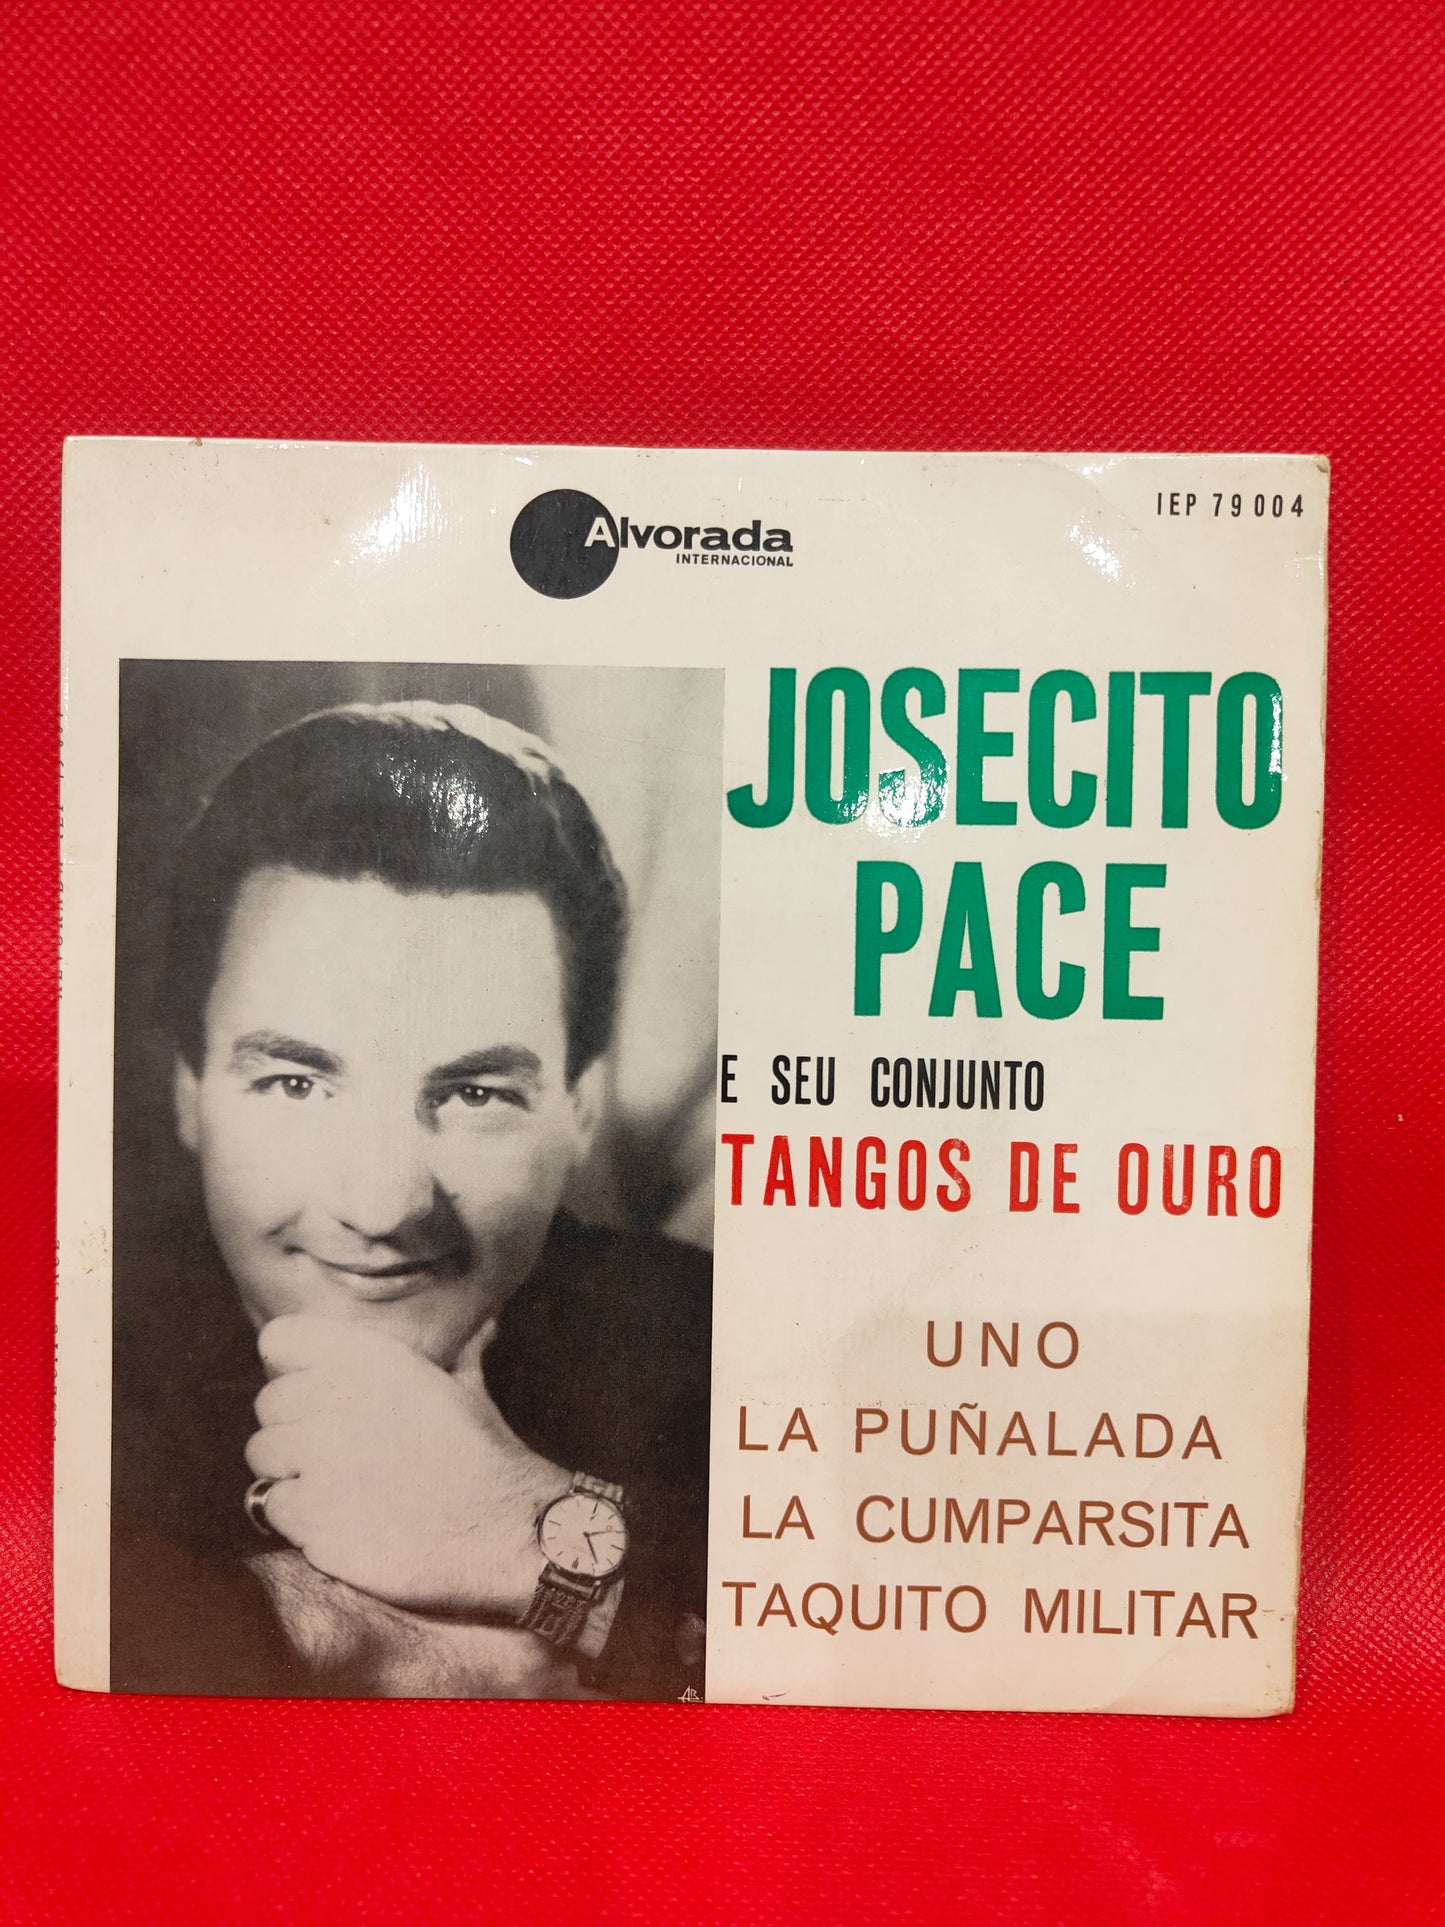 Alvorada
INTERNACIONAL
IEP 79 004
JOSECITO
PACE
E SEU CONJUNTO
TANGOS DE OURO
UNO
LA PUÑALADA
LA CUMPARSITA
TAQUITO MILITAR